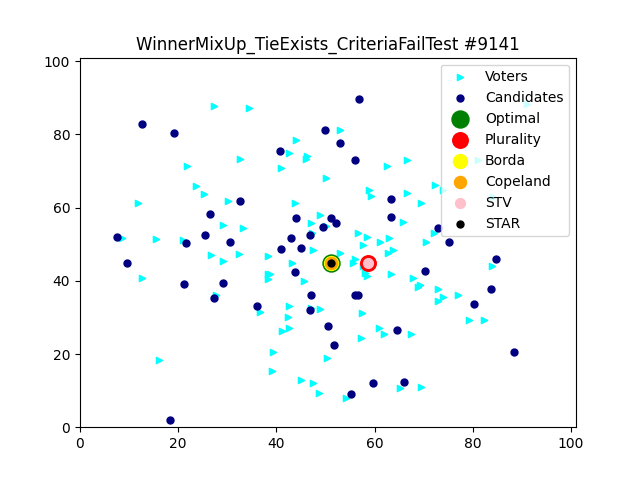 WinnerMixUp_TieExists_CriteriaFailTest #9141
100
80
60
40
20
0
0 20 40 60 80 100
Voters
Candidates
Optimal
Plurality
Borda
Copeland
STV
STAR